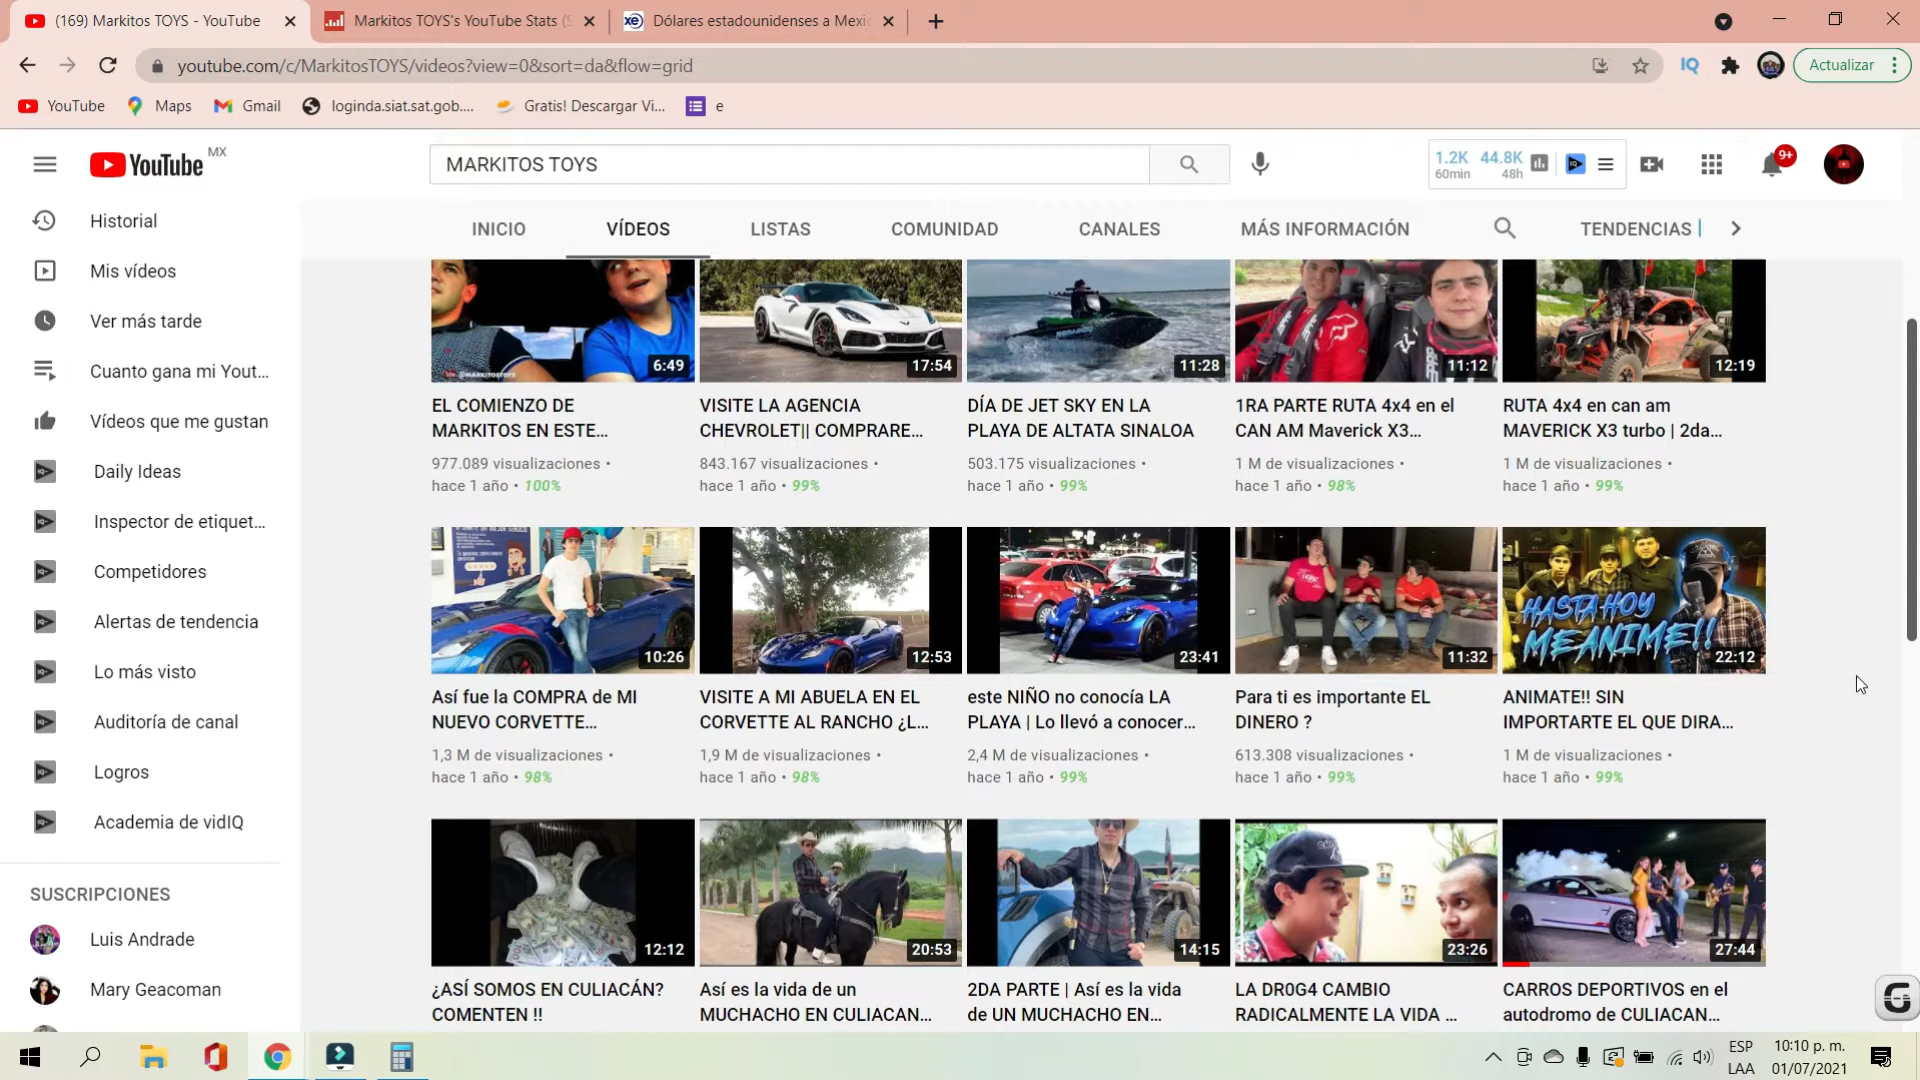 (169) Markitos TOYS - YouTube
Markitos TOYS's YouTube Stats (S
xe Dólares estadounidenses a Mexic
youtube.com/c/MarkitosTOYS/videos?view=0&sort=da&flow=grid
IQ
Actualizar
YouTube
Maps
Gmail
loginda.siat.sat.gob....
Gratis! Descargar Vi...
e
YouTube MX
MARKITOS TOYS
1.2K 44.8K
60min 48h
9+
INICIO
VÍDEOS
LISTAS
COMUNIDAD
CANALES
MÁS INFORMACIÓN
TENDENCIAS
Historial
Mis vídeos
Ver más tarde
Cuanto gana mi Yout...
Vídeos que me gustan
Daily Ideas
Inspector de etiquet...
Competidores
Alertas de tendencia
Lo más visto
Auditoría de canal
Logros
Academia de vidIQ
SUSCRIPCIONES
Luis Andrade
Mary Geacoman
6:49
EL COMIENZO DE
MARKITOS EN ESTE...
977.089 visualizaciones •
hace 1 año • 100%
17:54
VISITE LA AGENCIA
CHEVROLET|| COMPRARE...
843.167 visualizaciones •
hace 1 año • 99%
11:28
DÍA DE JET SKY EN LA
PLAYA DE ALTATA SINALOA
503.175 visualizaciones •
hace 1 año • 99%
11:12
1RA PARTE RUTA 4x4 en el
CAN AM Maverick X3...
1 M de visualizaciones •
hace 1 año • 98%
12:19
RUTA 4x4 en can am
MAVERICK X3 turbo | 2da...
1 M de visualizaciones •
hace 1 año • 99%
10:26
Así fue la COMPRA de MI
NUEVO CORVETTE...
1,3 M de visualizaciones •
hace 1 año • 98%
12:53
VISITE A MI ABUELA EN EL
CORVETTE AL RANCHO ¿L...
1,9 M de visualizaciones •
hace 1 año • 98%
23:41
este NIÑO no conocía LA
PLAYA | Lo llevó a conocer...
2,4 M de visualizaciones •
hace 1 año • 99%
11:32
Para ti es importante EL
DINERO ?
613.308 visualizaciones •
hace 1 año • 99%
HASTA HOY
ME ANIME!!
22:12
ANIMATE!! SIN
IMPORTARTE EL QUE DIRA...
1 M de visualizaciones •
hace 1 año • 99%
12:12
¿ASÍ SOMOS EN CULIACÁN?
COMENTEN !!
20:53
Así es la vida de un
MUCHACHO EN CULIACAN...
14:15
2DA PARTE | Así es la vida
de UN MUCHACHO EN...
23:26
LA DR0G4 CAMBIO
RADICALMENTE LA VIDA ...
27:44
CARROS DEPORTIVOS en el
autodromo de CULIACAN...
ESP
LAA
10:10 p. m.
01/07/2021